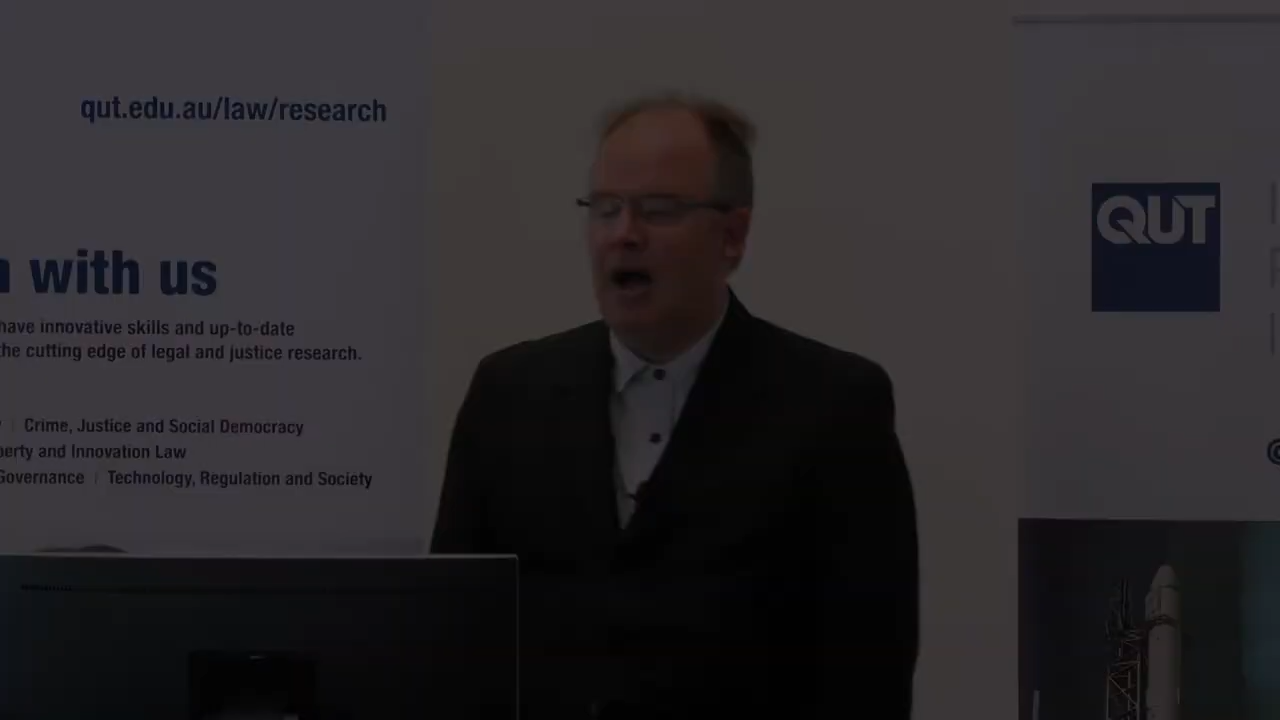 qut.edu.au/law/research
with us
have innovative skills and up-to-date
the cutting edge of legal and justice research.
Crime, Justice and Social Democracy
and Innovation Law
Governance | Technology, Regulation and Society
QUT